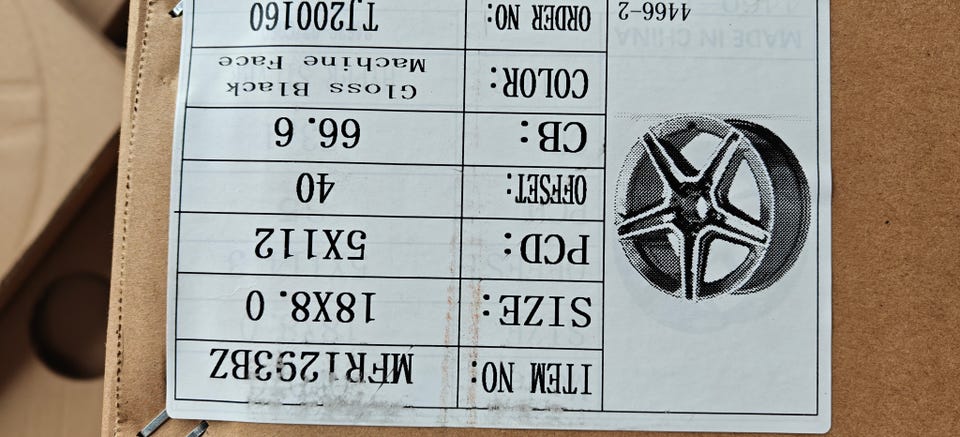 ITEM NO: MFR1293BZ
SIZE: 18X8.0
PCD: 5X112
OFFSET: 40
CB: 66.6
COLOR: Gloss Black
Machine Face
ORDER NO: TJ200160
4466-2
MADE IN CHINA